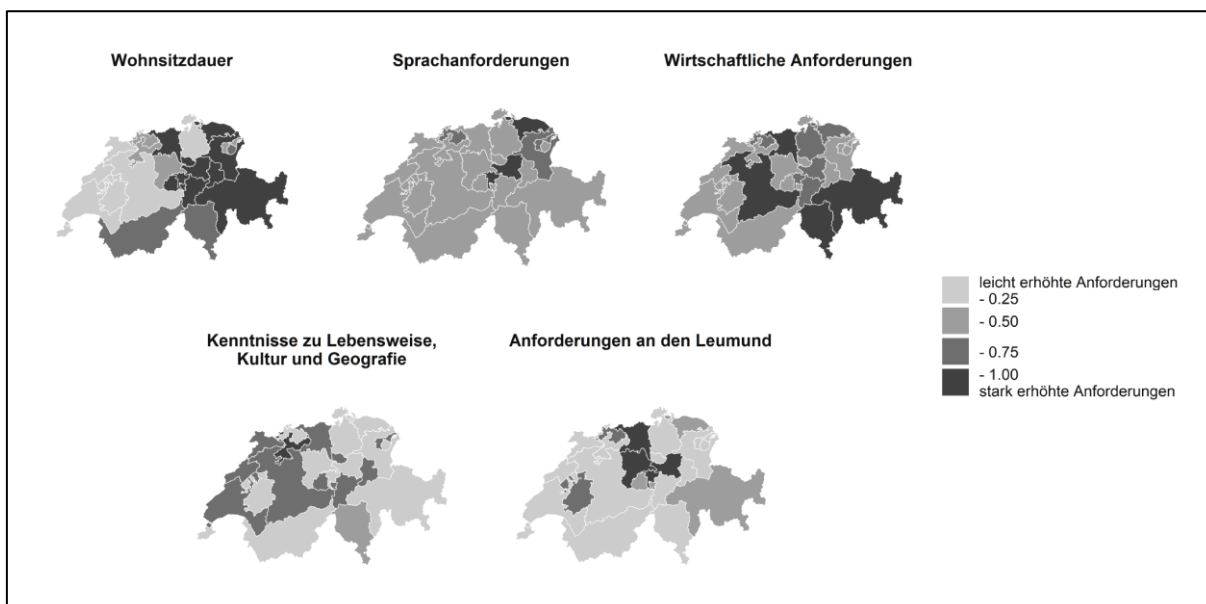 Wohnsitzdauer
Sprachanforderungen
Wirtschaftliche Anforderungen
leicht erhöhte Anforderungen
- 0.25
- 0.50
- 0.75
- 1.00
stark erhöhte Anforderungen
Kenntnisse zu Lebensweise,
Kultur und Geografie
Anforderungen an den Leumund